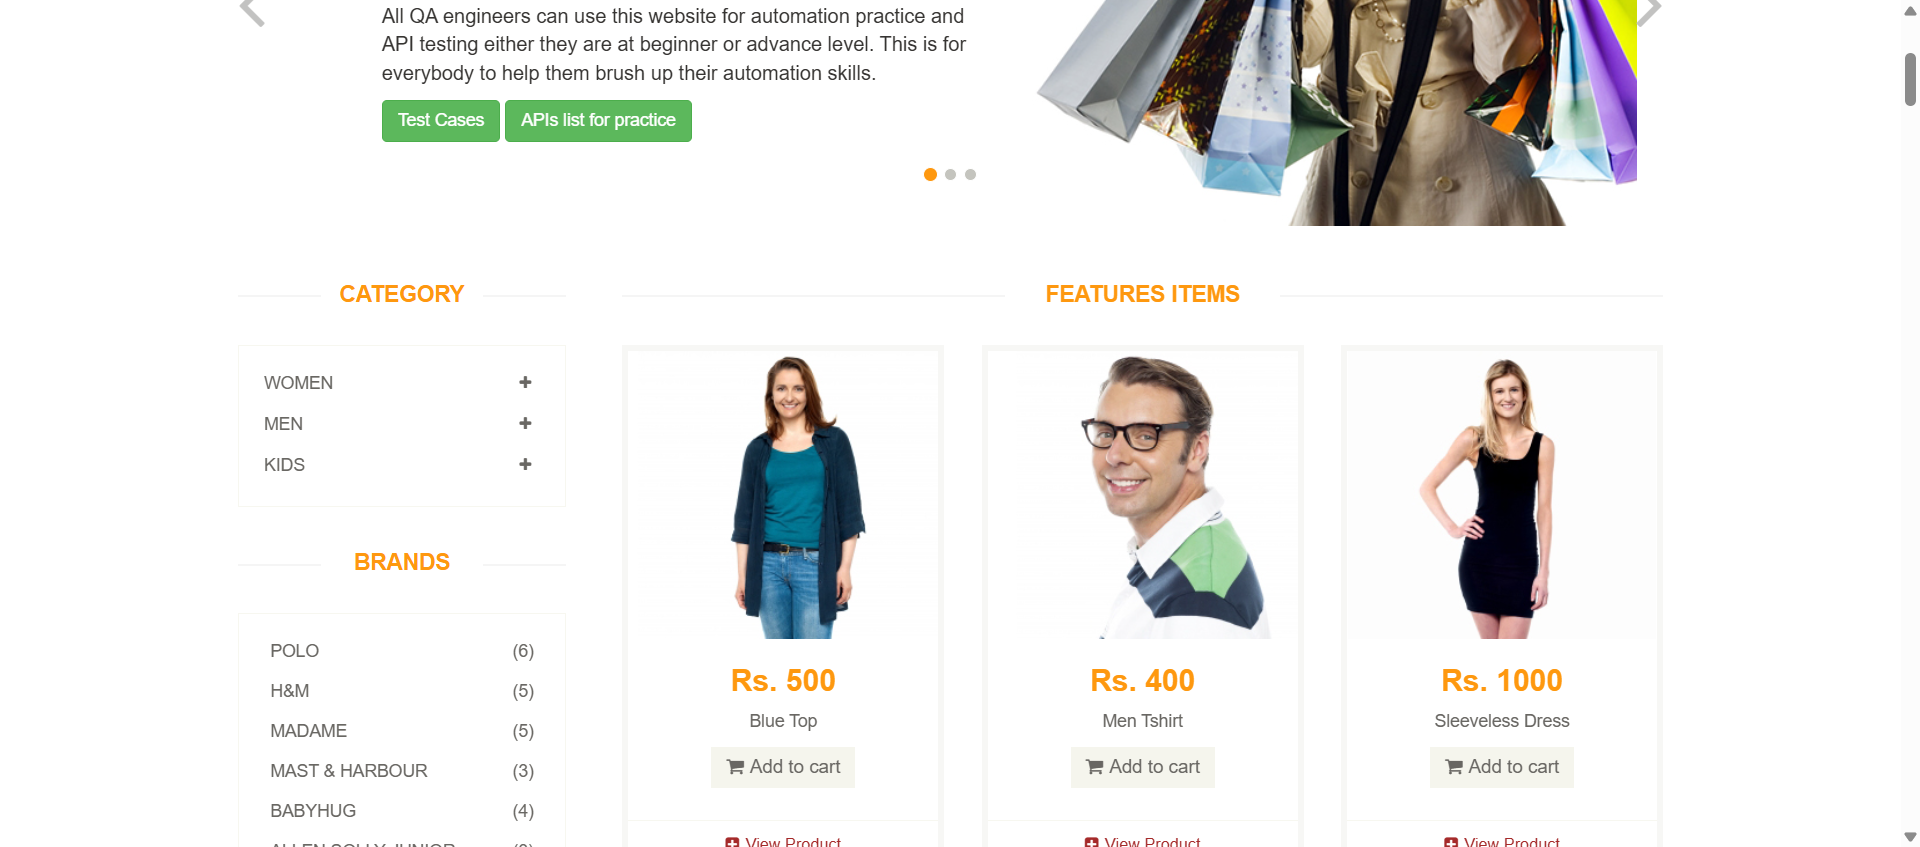 All QA engineers can use this website for automation practice and
API testing either they are at beginner or advance level. This is for
everybody to help them brush up their automation skills.
Test Cases
APIs list for practice
CATEGORY
WOMEN
MEN
KIDS
BRANDS
POLO (6)
H&M (5)
MADAME (5)
MAST & HARBOUR (3)
BABYHUG (4)
FEATURES ITEMS
Rs. 500
Blue Top
Add to cart
View Product
Rs. 400
Men Tshirt
Add to cart
View Product
Rs. 1000
Sleeveless Dress
Add to cart
View Product